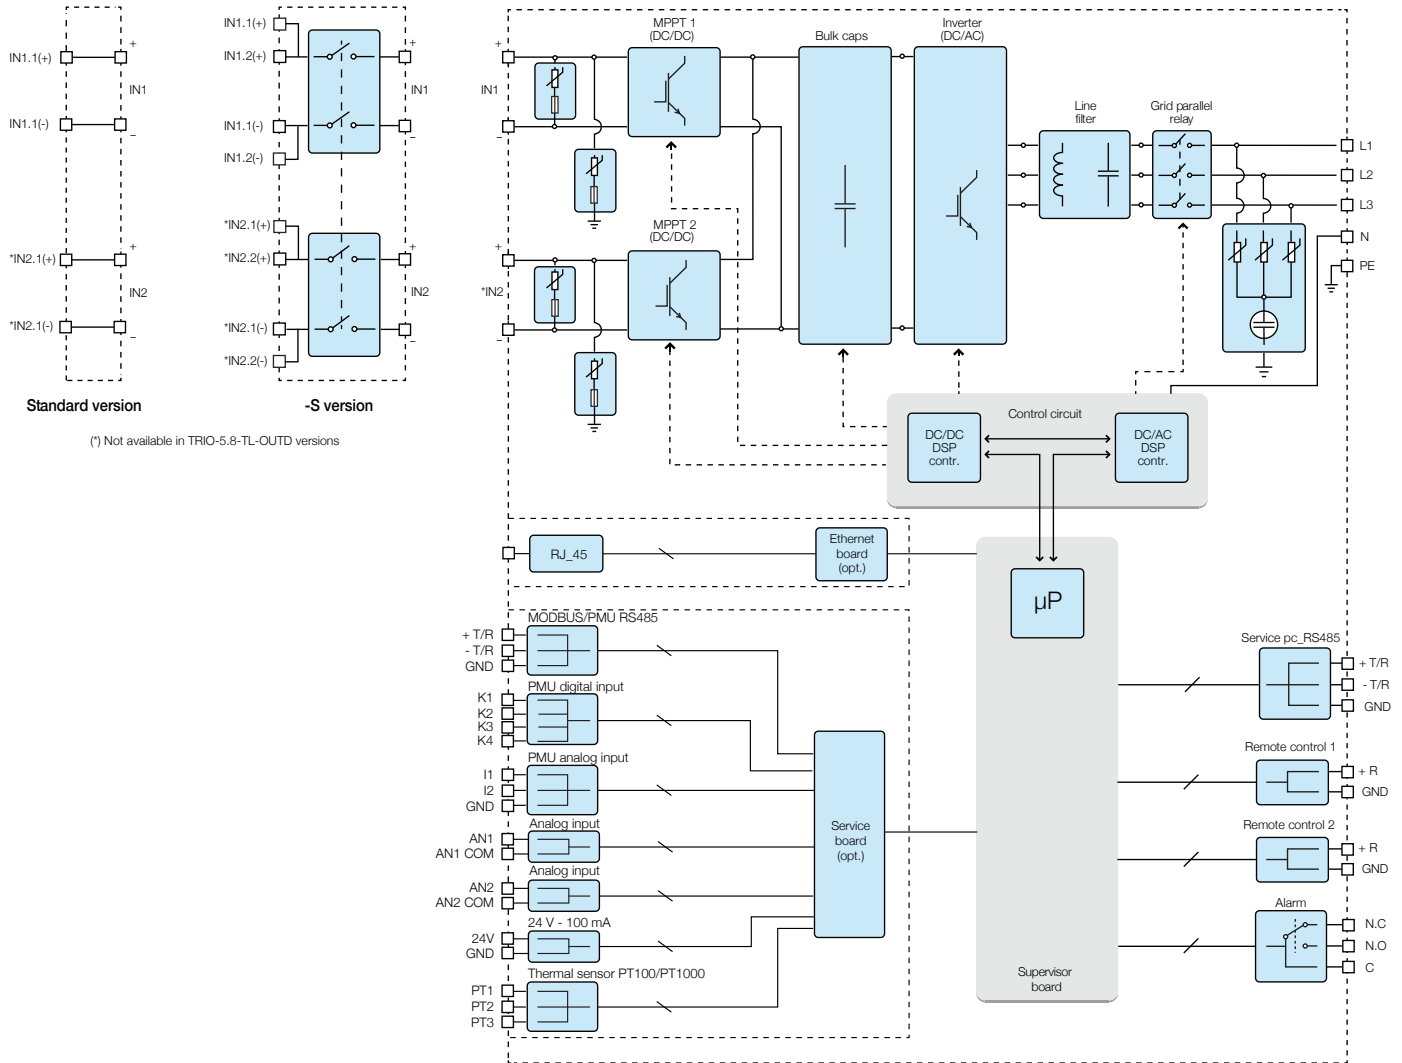 IN1.1(+)
+
IN1
IN1.1(-)
–
*IN2.1(+)
+
IN2
*IN2.1(-)
–
Standard version
IN1.1(+)
IN1.2(+)
+
IN1
IN1.1(-)
–
IN1.2(-)
*IN2.1(+)
*IN2.2(+)
+
IN2
*IN2.1(-)
–
*IN2.2(-)
-S version
(*) Not available in TRIO-5.8-TL-OUTD versions
+
IN1
–
+
*IN2
–
MPPT 1
(DC/DC)
MPPT 2
(DC/DC)
Bulk caps
Inverter
(DC/AC)
Line
filter
Grid parallel
relay
L1
L2
L3
N
PE
Control circuit
DC/DC
DSP
contr.
DC/AC
DSP
contr.
RJ_45
Ethernet
board
(opt.)
µP
MODBUS/PMU RS485
+ T/R
- T/R
GND
PMU digital input
K1
K2
K3
K4
PMU analog input
I1
I2
GND
Analog input
AN1
AN1 COM
Analog input
AN2
AN2 COM
24 V - 100 mA
24V
GND
Thermal sensor PT100/PT1000
PT1
PT2
PT3
Service
board
(opt.)
Supervisor
board
Service pc_RS485
+ T/R
- T/R
GND
Remote control 1
+ R
GND
Remote control 2
+ R
GND
Alarm
N.C
N.O
C